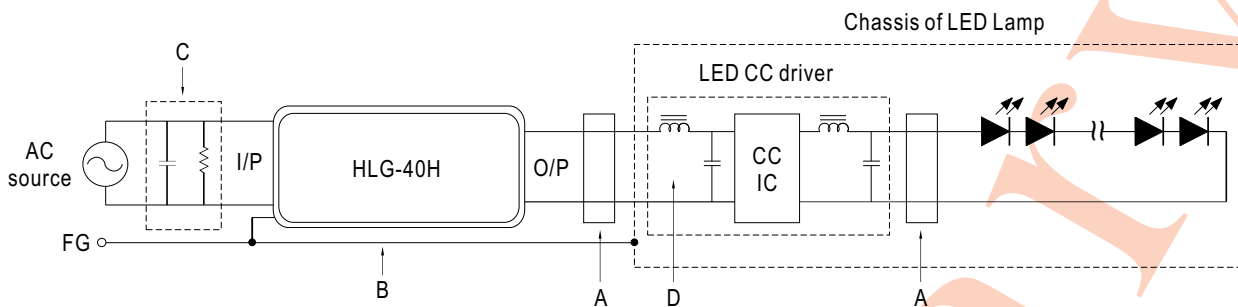 Chassis of LED Lamp
C
LED CC driver
AC
source
I/P
HLG-40H
O/P
CC
IC
FG
B
A
D
A